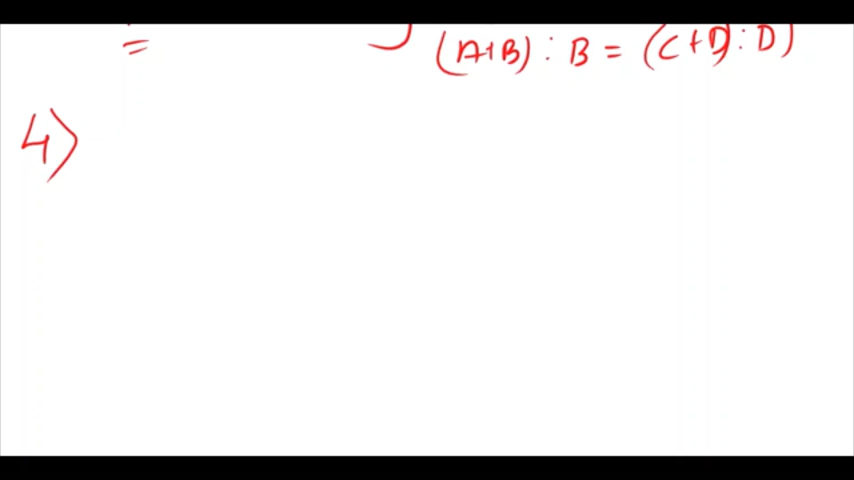 (A+B) : B = (C+D) : D)
4)